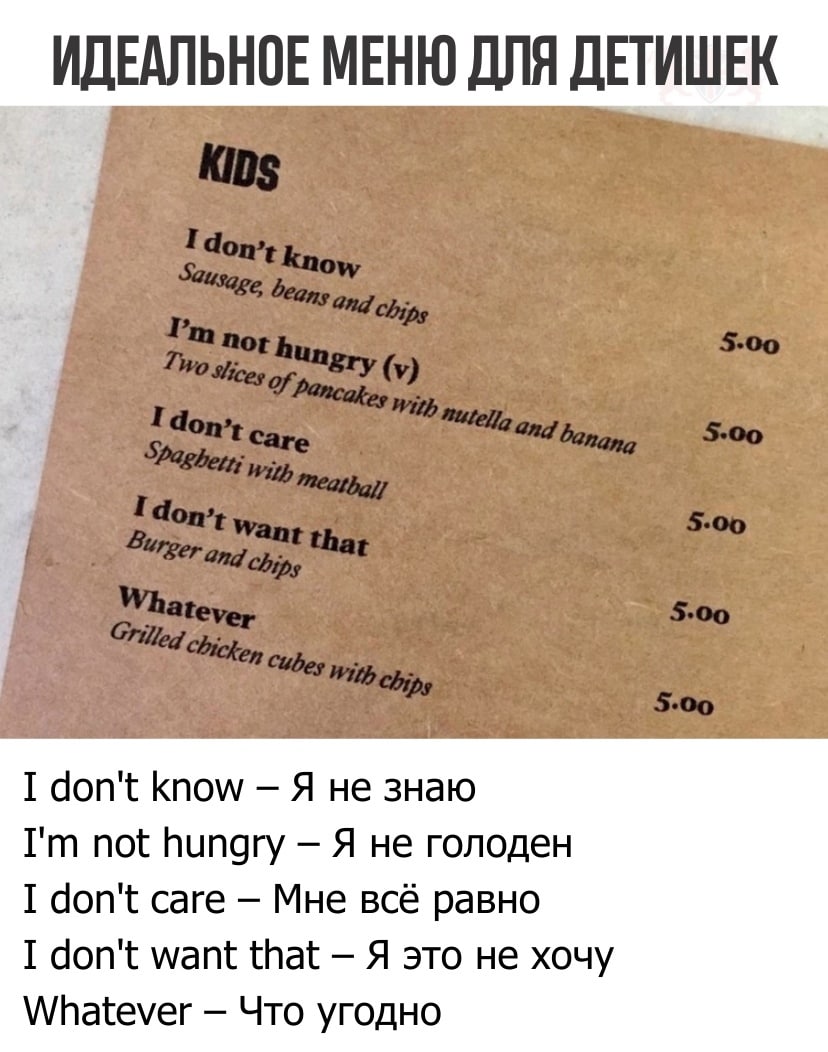 ИДЕАЛЬНОЕ МЕНЮ ДЛЯ ДЕТИШЕК
KIDS
I don't know
Sausage, beans and chips
5.00
I'm not hungry (v)
Two slices of pancakes with nutella and banana
5.00
I don't care
Spaghetti with meatball
5.00
I don't want that
Burger and chips
5.00
Whatever
Grilled chicken cubes with chips
5.00
I don't know – Я не знаю
I'm not hungry – Я не голоден
I don't care – Мне всё равно
I don't want that – Я это не хочу
Whatever – Что угодно